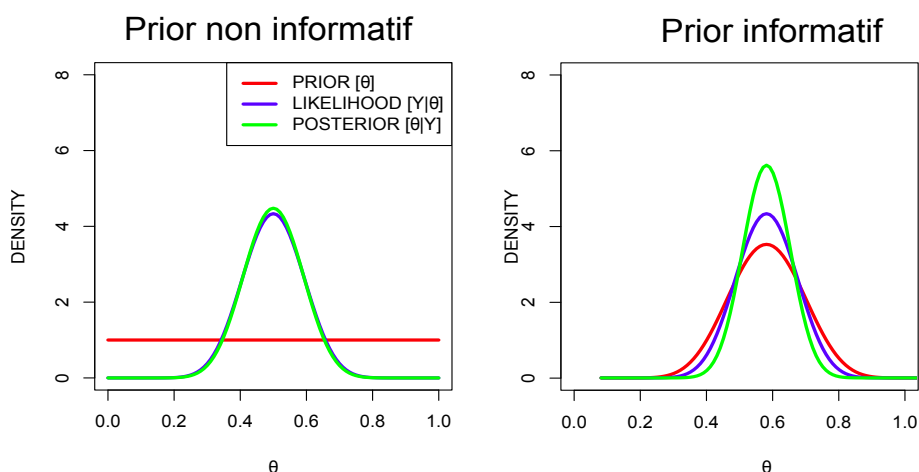 Prior non informatif
PRIOR [θ]
LIKELIHOOD [Y|θ]
POSTERIOR [θ|Y]
DENSITY
8
6
4
2
0
0.0 0.2 0.4 0.6 0.8 1.0
θ
Prior informatif
DENSITY
8
6
4
2
0
0.0 0.2 0.4 0.6 0.8 1.0
θ